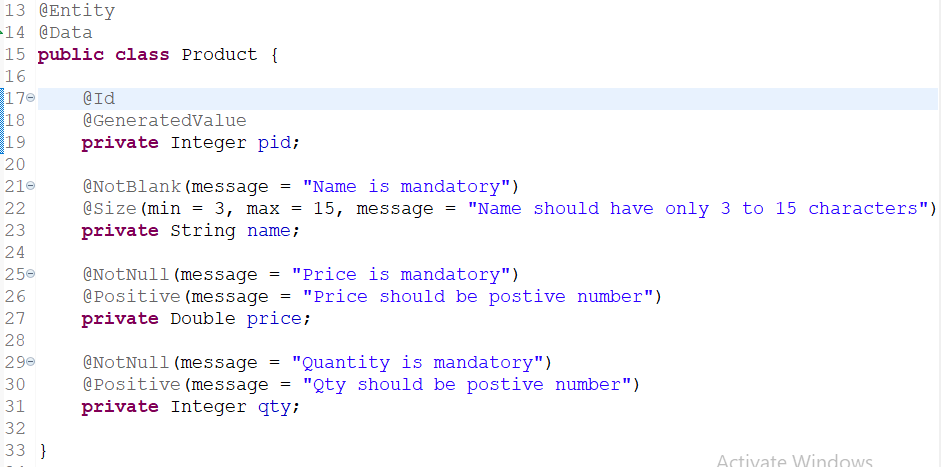 13 @Entity
14 @Data
15 public class Product {
16
17 @Id
18 @GeneratedValue
19 private Integer pid;
20
21 @NotBlank(message = "Name is mandatory")
22 @Size(min = 3, max = 15, message = "Name should have only 3 to 15 characters")
23 private String name;
24
25 @NotNull(message = "Price is mandatory")
26 @Positive(message = "Price should be postive number")
27 private Double price;
28
29 @NotNull(message = "Quantity is mandatory")
30 @Positive(message = "Qty should be postive number")
31 private Integer qty;
32
33 }
Activate Windows